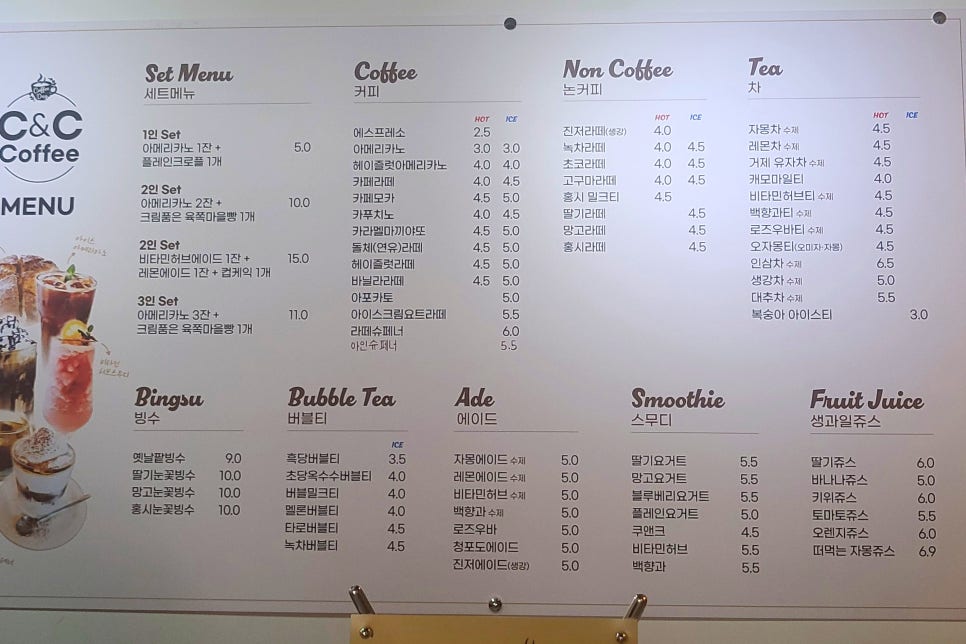 C&C
Coffee
MENU
Set Menu
세트메뉴
1인 Set
아메리카노 1잔 + 5.0
플레인크로플 1개
2인 Set
아메리카노 2잔 + 10.0
크림품은 육쪽마을빵 1개
2인 Set
비타민허브에이드 1잔 + 15.0
레몬에이드 1잔 + 컵케익 1개
3인 Set
아메리카노 3잔 + 11.0
크림품은 육쪽마을빵 1개
Coffee
커피
HOT ICE
에스프레소 2.5
아메리카노 3.0 3.0
헤이즐럿아메리카노 4.0 4.0
카페라떼 4.0 4.5
카페모카 4.5 5.0
카푸치노 4.0 4.5
카라멜마끼야또 4.5 5.0
돌체(연유)라떼 4.5 5.0
헤이즐럿라떼 4.5 5.0
바닐라라떼 4.5 5.0
아포카토 5.0
아이스크림요트라떼 5.5
라떼슈페너 6.0
아인슈페너 5.5
Non Coffee
논커피
HOT ICE
진저라떼(생강) 4.0
녹차라떼 4.0 4.5
초코라떼 4.0 4.5
고구마라떼 4.0 4.5
홍시 밀크티 4.5
딸기라떼 4.5
망고라떼 4.5
홍시라떼 4.5
Tea
차
HOT ICE
자몽차 수제 4.5
레몬차 수제 4.5
거제 유자차 수제 4.5
캐모마일티 4.0
비타민허브티 수제 4.5
백향과티 수제 4.5
로즈우바티 수제 4.5
오자몽티(오미자·자몽) 4.5
인삼차 수제 6.5
생강차 수제 5.0
대추차 수제 5.5
복숭아 아이스티 3.0
Bingsu
빙수
옛날팥빙수 9.0
딸기눈꽃빙수 10.0
망고눈꽃빙수 10.0
홍시눈꽃빙수 10.0
Bubble Tea
버블티
ICE
흑당버블티 3.5
초당옥수수버블티 4.0
버블밀크티 4.0
멜론버블티 4.0
타로버블티 4.5
녹차버블티 4.5
Ade
에이드
자몽에이드 수제 5.0
레몬에이드 수제 5.0
비타민허브 수제 5.0
백향과 수제 5.0
로즈우바 5.0
청포도에이드 5.0
진저에이드(생강) 5.0
Smoothie
스무디
딸기요거트 5.5
망고요거트 5.5
블루베리요거트 5.5
플레인요거트 5.0
쿠앤크 4.5
비타민허브 5.5
백향과 5.5
Fruit Juice
생과일쥬스
딸기쥬스 6.0
바나나쥬스 5.0
키위쥬스 6.0
토마토쥬스 5.5
오렌지쥬스 6.0
떠먹는 자몽쥬스 6.9